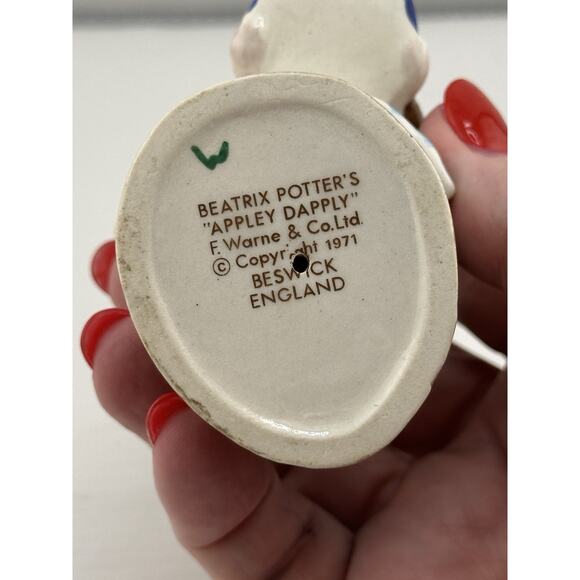 W
BEATRIX POTTER'S
"APPLEY DAPPLY"
F. Warne & Co.Ltd.
© Copyright 1971
BESWICK
ENGLAND